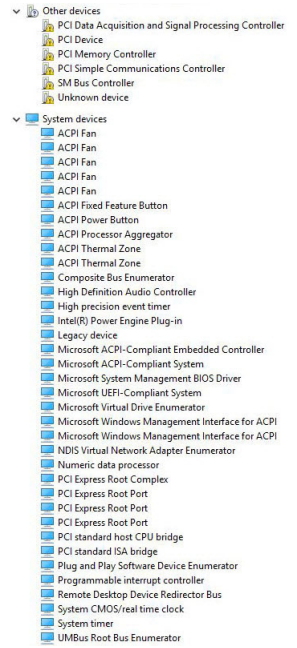 Other devices
PCI Data Acquisition and Signal Processing Controller
PCI Device
PCI Memory Controller
PCI Simple Communications Controller
SM Bus Controller
Unknown device
System devices
ACPI Fan
ACPI Fan
ACPI Fan
ACPI Fan
ACPI Fan
ACPI Fixed Feature Button
ACPI Power Button
ACPI Processor Aggregator
ACPI Thermal Zone
ACPI Thermal Zone
Composite Bus Enumerator
High Definition Audio Controller
High precision event timer
Intel(R) Power Engine Plug-in
Legacy device
Microsoft ACPI-Compliant Embedded Controller
Microsoft ACPI-Compliant System
Microsoft System Management BIOS Driver
Microsoft UEFI-Compliant System
Microsoft Virtual Drive Enumerator
Microsoft Windows Management Interface for ACPI
Microsoft Windows Management Interface for ACPI
NDIS Virtual Network Adapter Enumerator
Numeric data processor
PCI Express Root Complex
PCI Express Root Port
PCI Express Root Port
PCI Express Root Port
PCI standard host CPU bridge
PCI standard ISA bridge
Plug and Play Software Device Enumerator
Programmable interrupt controller
Remote Desktop Device Redirector Bus
System CMOS/real time clock
System timer
UMBus Root Bus Enumerator